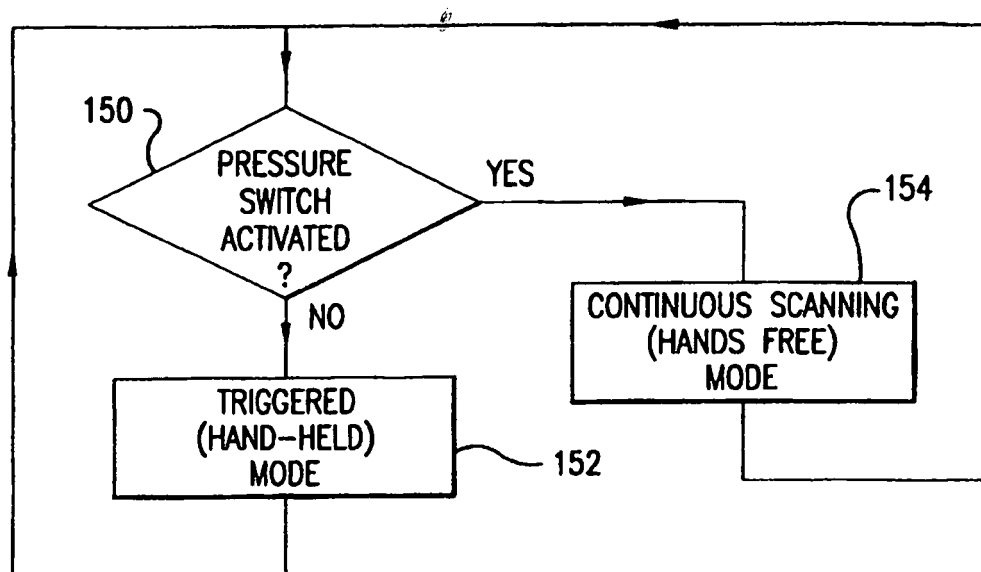 150
PRESSURE
SWITCH
ACTIVATED
?
YES
NO
154
CONTINUOUS SCANNING
(HANDS FREE)
MODE
TRIGGERED
(HAND-HELD)
MODE
152